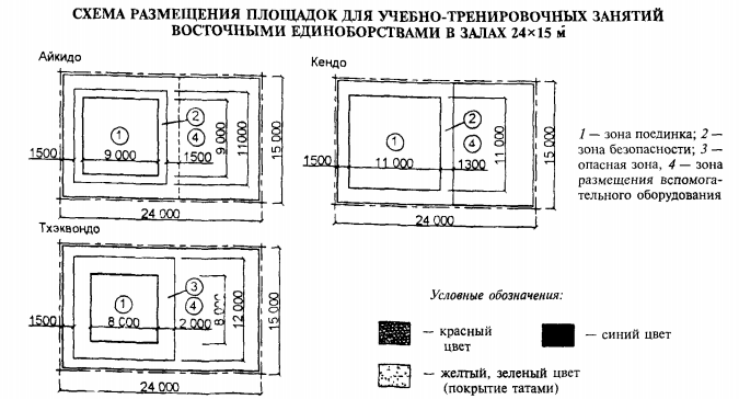 СХЕМА РАЗМЕЩЕНИЯ ПЛОЩАДОК ДЛЯ УЧЕБНО-ТРЕНИРОВОЧНЫХ ЗАНЯТИЙ
ВОСТОЧНЫМИ ЕДИНОБОРСТВАМИ В ЗАЛАХ 24×15 м
Айкидо
1
2
4
1500
9 000
1500
9 000
11000
15 000
24 000
Кендо
1
2
4
1500
11 000
1300
11 000
15 000
24 000
1 — зона поединка; 2 —
зона безопасности; 3 —
опасная зона, 4 — зона
размещения вспомога-
тельного оборудования
Тхэквондо
1
3
4
1500
8 000
2 000
8 000
12 000
15 000
24 000
Условные обозначения:
— красный
цвет
— синий цвет
— желтый, зеленый цвет
(покрытие татами)